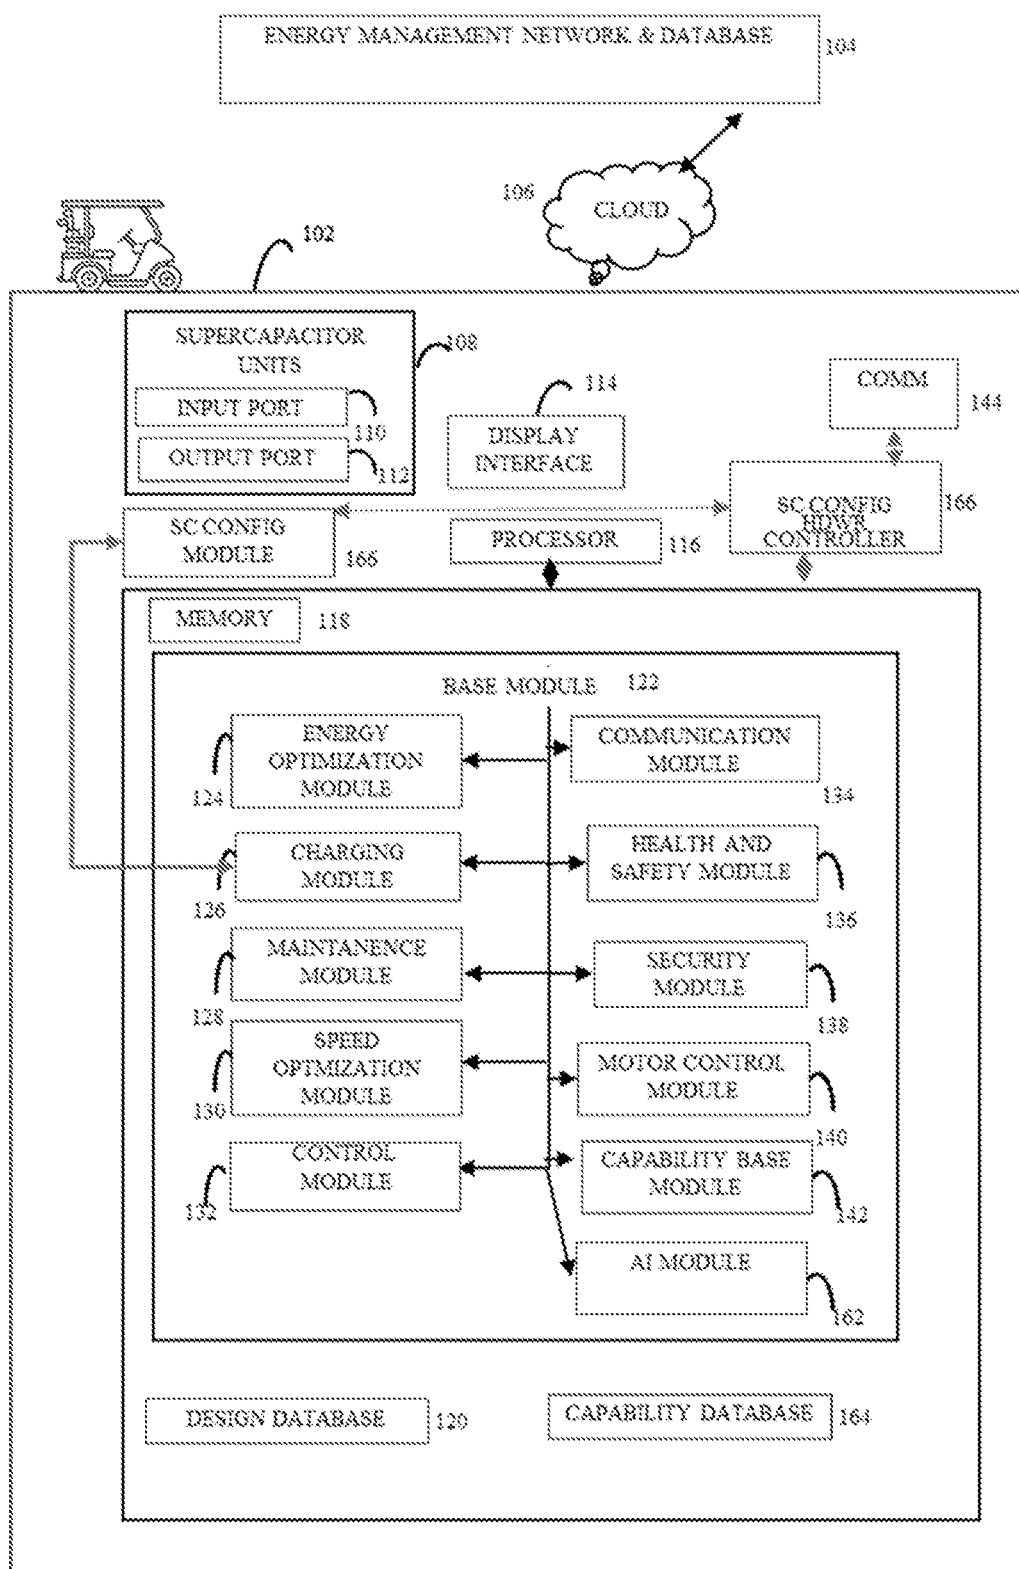 ENERGY MANAGEMENT NETWORK & DATABASE
104
106
CLOUD
102
SUPERCAPACITOR
UNITS
108
INPUT PORT
110
OUTPUT PORT
112
114
DISPLAY
INTERFACE
COMM
144
SC CONFIG
MODULE
166
PROCESSOR
116
SC CONFIG
HDWR
CONTROLLER
166
MEMORY
118
BASE MODULE
122
ENERGY
OPTIMIZATION
MODULE
124
COMMUNICATION
MODULE
134
CHARGING
MODULE
126
HEALTH AND
SAFETY MODULE
136
MAINTANENCE
MODULE
128
SECURITY
MODULE
138
SPEED
OPTMIZATION
MODULE
130
MOTOR CONTROL
MODULE
140
CONTROL
MODULE
132
CAPABILITY BASE
MODULE
142
AI MODULE
162
DESIGN DATABASE
120
CAPABILITY DATABASE
164